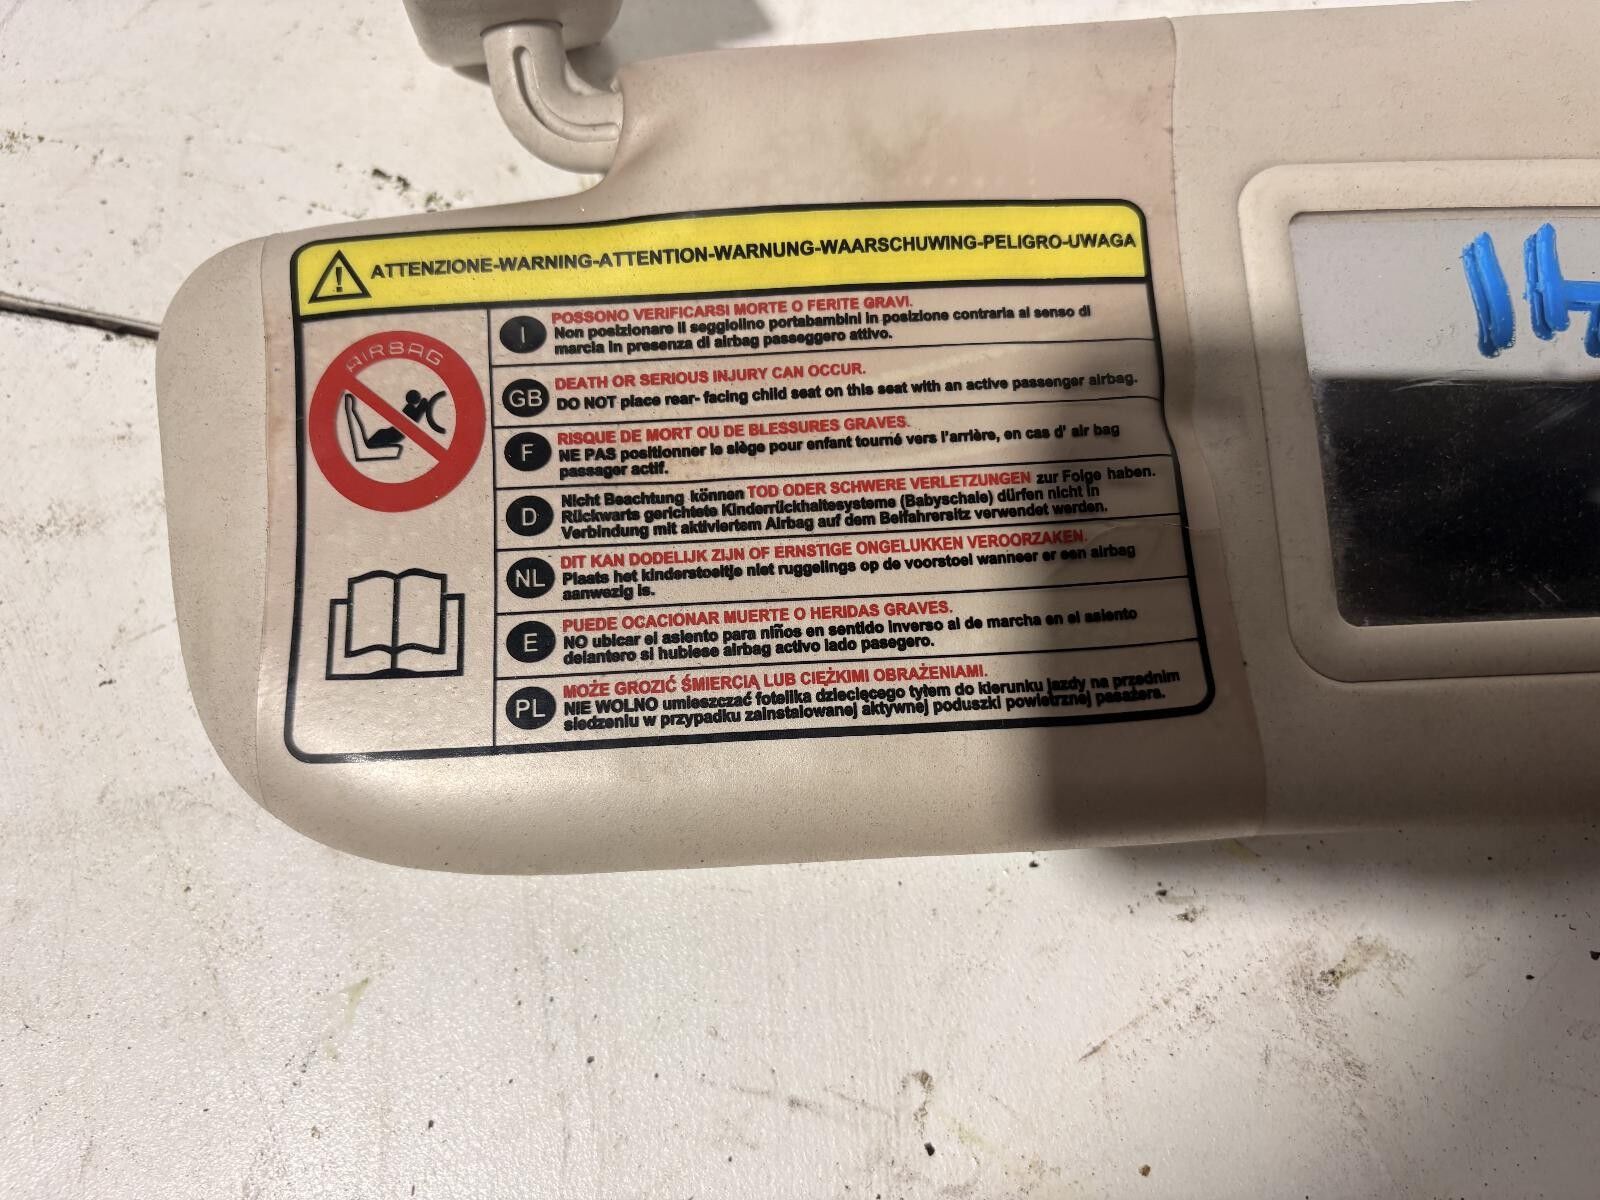 ATTENZIONE-WARNING-ATTENTION-WARNUNG-WAARSCHUWING-PELIGRO-UWAGA
AIRBAG
I
POSSONO VERIFICARSI MORTE O FERITE GRAVI.
Non posizionare il seggiolino portabambini in posizione contraria al senso di
marcia in presenza di airbag passeggero attivo.
GB
DEATH OR SERIOUS INJURY CAN OCCUR.
DO NOT place rear- facing child seat on this seat with an active passenger airbag.
F
RISQUE DE MORT OU DE BLESSURES GRAVES.
NE PAS positionner le siège pour enfant tourné vers l'arrière, en cas d' air bag
passager actif.
D
Nicht Beachtung können TOD ODER SCHWERE VERLETZUNGEN zur Folge haben.
Rückwarts gerichtete Kinderrückhaltesysteme (Babyschale) dürfen nicht in
Verbindung mit aktiviertem Airbag auf dem Beifahrersitz verwendet werden.
NL
DIT KAN DODELIJK ZIJN OF ERNSTIGE ONGELUKKEN VEROORZAKEN.
Plaats het kinderstoeltje niet ruggelings op de voorstoel wanneer er een airbag
aanwezig is.
E
PUEDE OCACIONAR MUERTE O HERIDAS GRAVES.
NO ubicar el asiento para niños en sentido inverso al de marcha en el asiento
delantero si hubiese airbag activo lado pasegero.
PL
MOŻE GROZIĆ ŚMIERCIĄ LUB CIĘŻKIMI OBRAŻENIAMI.
NIE WOLNO umieszczać fotelika dziecięcego tyłem do kierunku jazdy na przednim
siedzeniu w przypadku zainstalowanej aktywnej poduszki powietrznej pasażera.